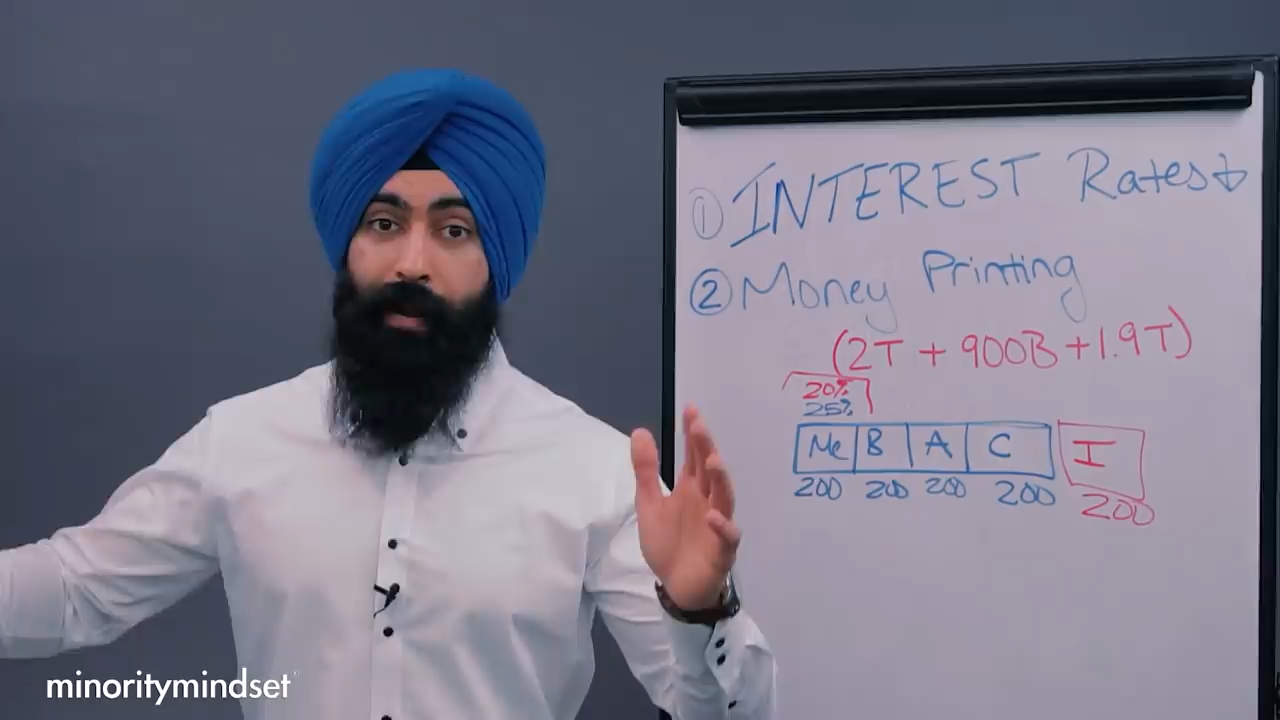 ① INTEREST Rates↓
② Money Printing
(2T + 900B + 1.9T)
20%
25%
Me B A C I
200 200 200 200 200
minoritymindset